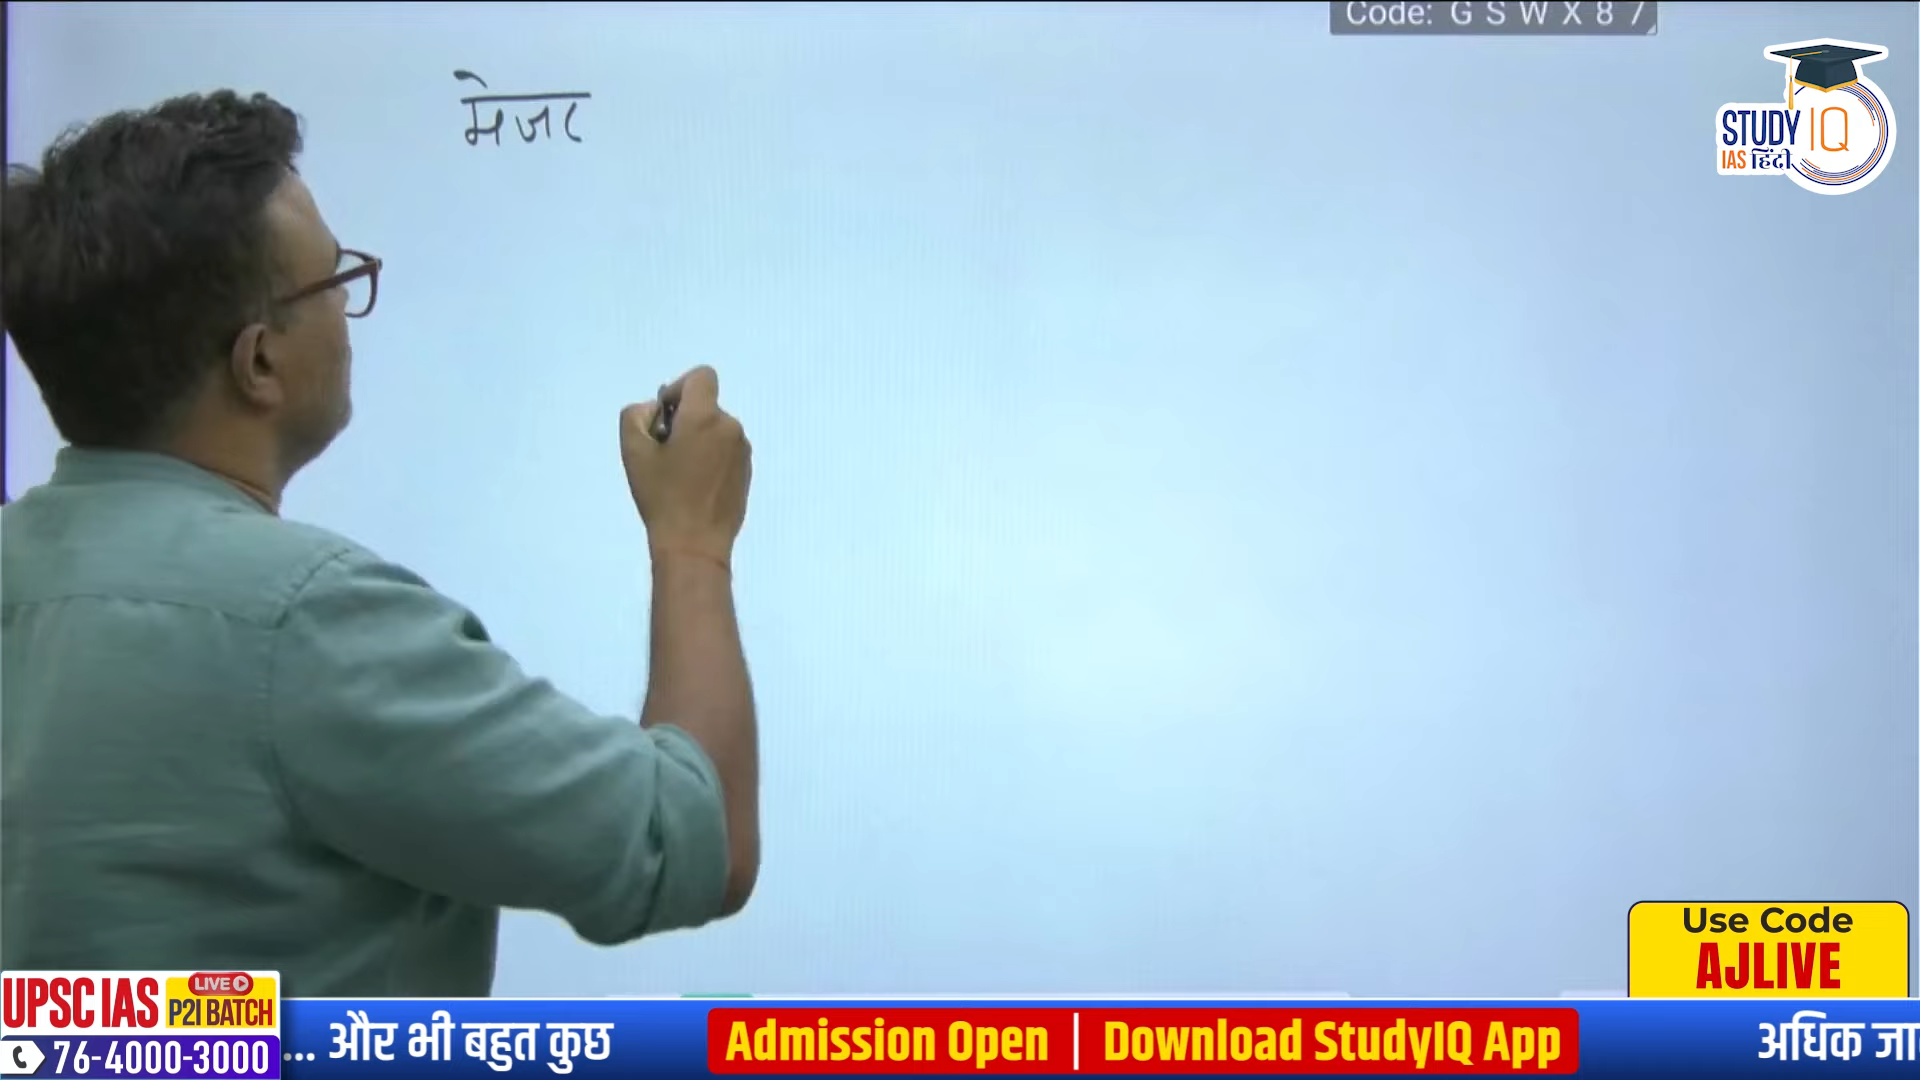 Code: G S W X 8 7
मेजर
STUDY IQ
IAS हिंदी
Use Code
AJLIVE
UPSC IAS LIVE P2I BATCH
76-4000-3000
... और भी बहुत कुछ
Admission Open | Download StudyIQ App
अधिक जा